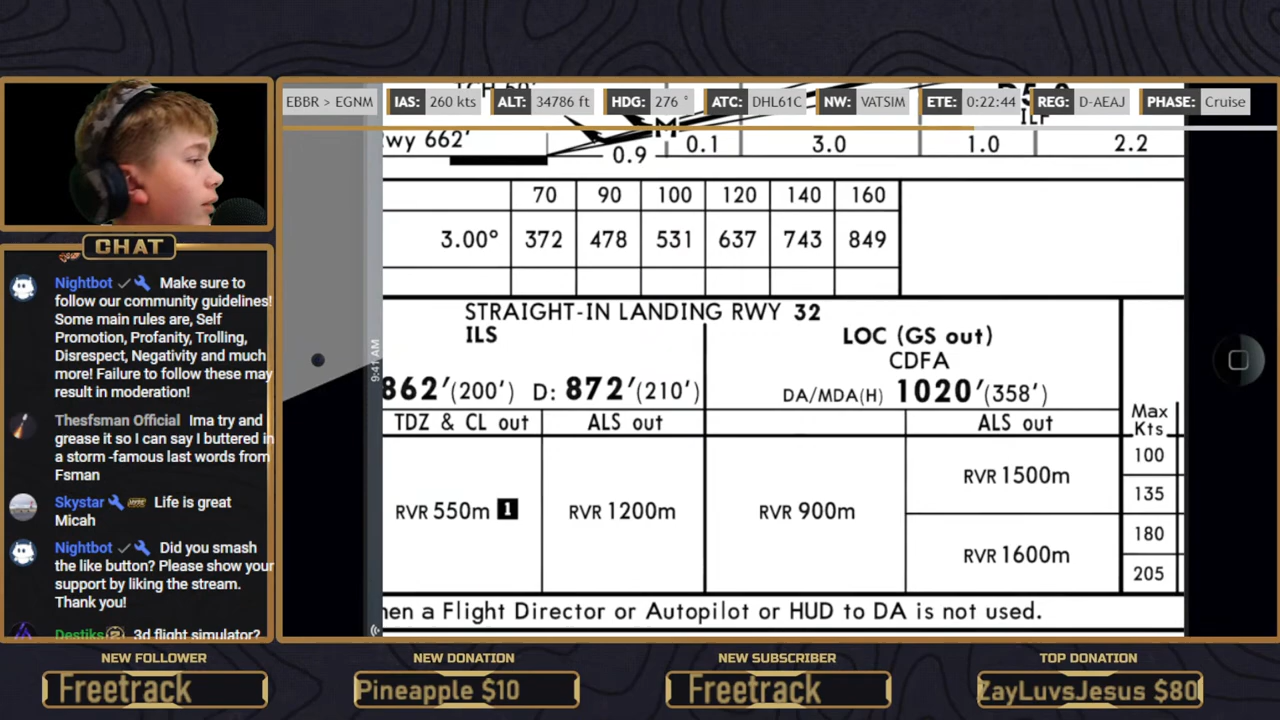 EBBR > EGNM IAS: 260 kts ALT: 34786 ft HDG: 276 ° ATC: DHL61C NW: VATSIM ETE: 0:22:44 REG: D-AEAJ PHASE: Cruise
wy 662' M
0.9 0.1 3.0 1.0 2.2
70 90 100 120 140 160
3.00° 372 478 531 637 743 849
STRAIGHT-IN LANDING RWY 32
ILS LOC (GS out)
CDFA
862'(200') D: 872'(210') DA/MDA(H) 1020'(358')
TDZ & CL out ALS out ALS out
Max
Kts
RVR 550m 1 RVR 1200m RVR 900m RVR 1500m
RVR 1600m
100
135
180
205
en a Flight Director or Autopilot or HUD to DA is not used.
9:41 AM
CHAT
Nightbot Make sure to
follow our community guidelines!
Some main rules are, Self
Promotion, Profanity, Trolling,
Disrespect, Negativity and much
more! Failure to follow these may
result in moderation!
Thesfsman Official Ima try and
grease it so I can say I buttered in
a storm -famous last words from
Fsman
Skystar Life is great
Micah
Nightbot Did you smash
the like button? Please show your
support by liking the stream.
Thank you!
Destiks 3d flight simulator?
NEW FOLLOWER
Freetrack
NEW DONATION
Pineapple $10
NEW SUBSCRIBER
Freetrack
TOP DONATION
ZayLuvsJesus $80